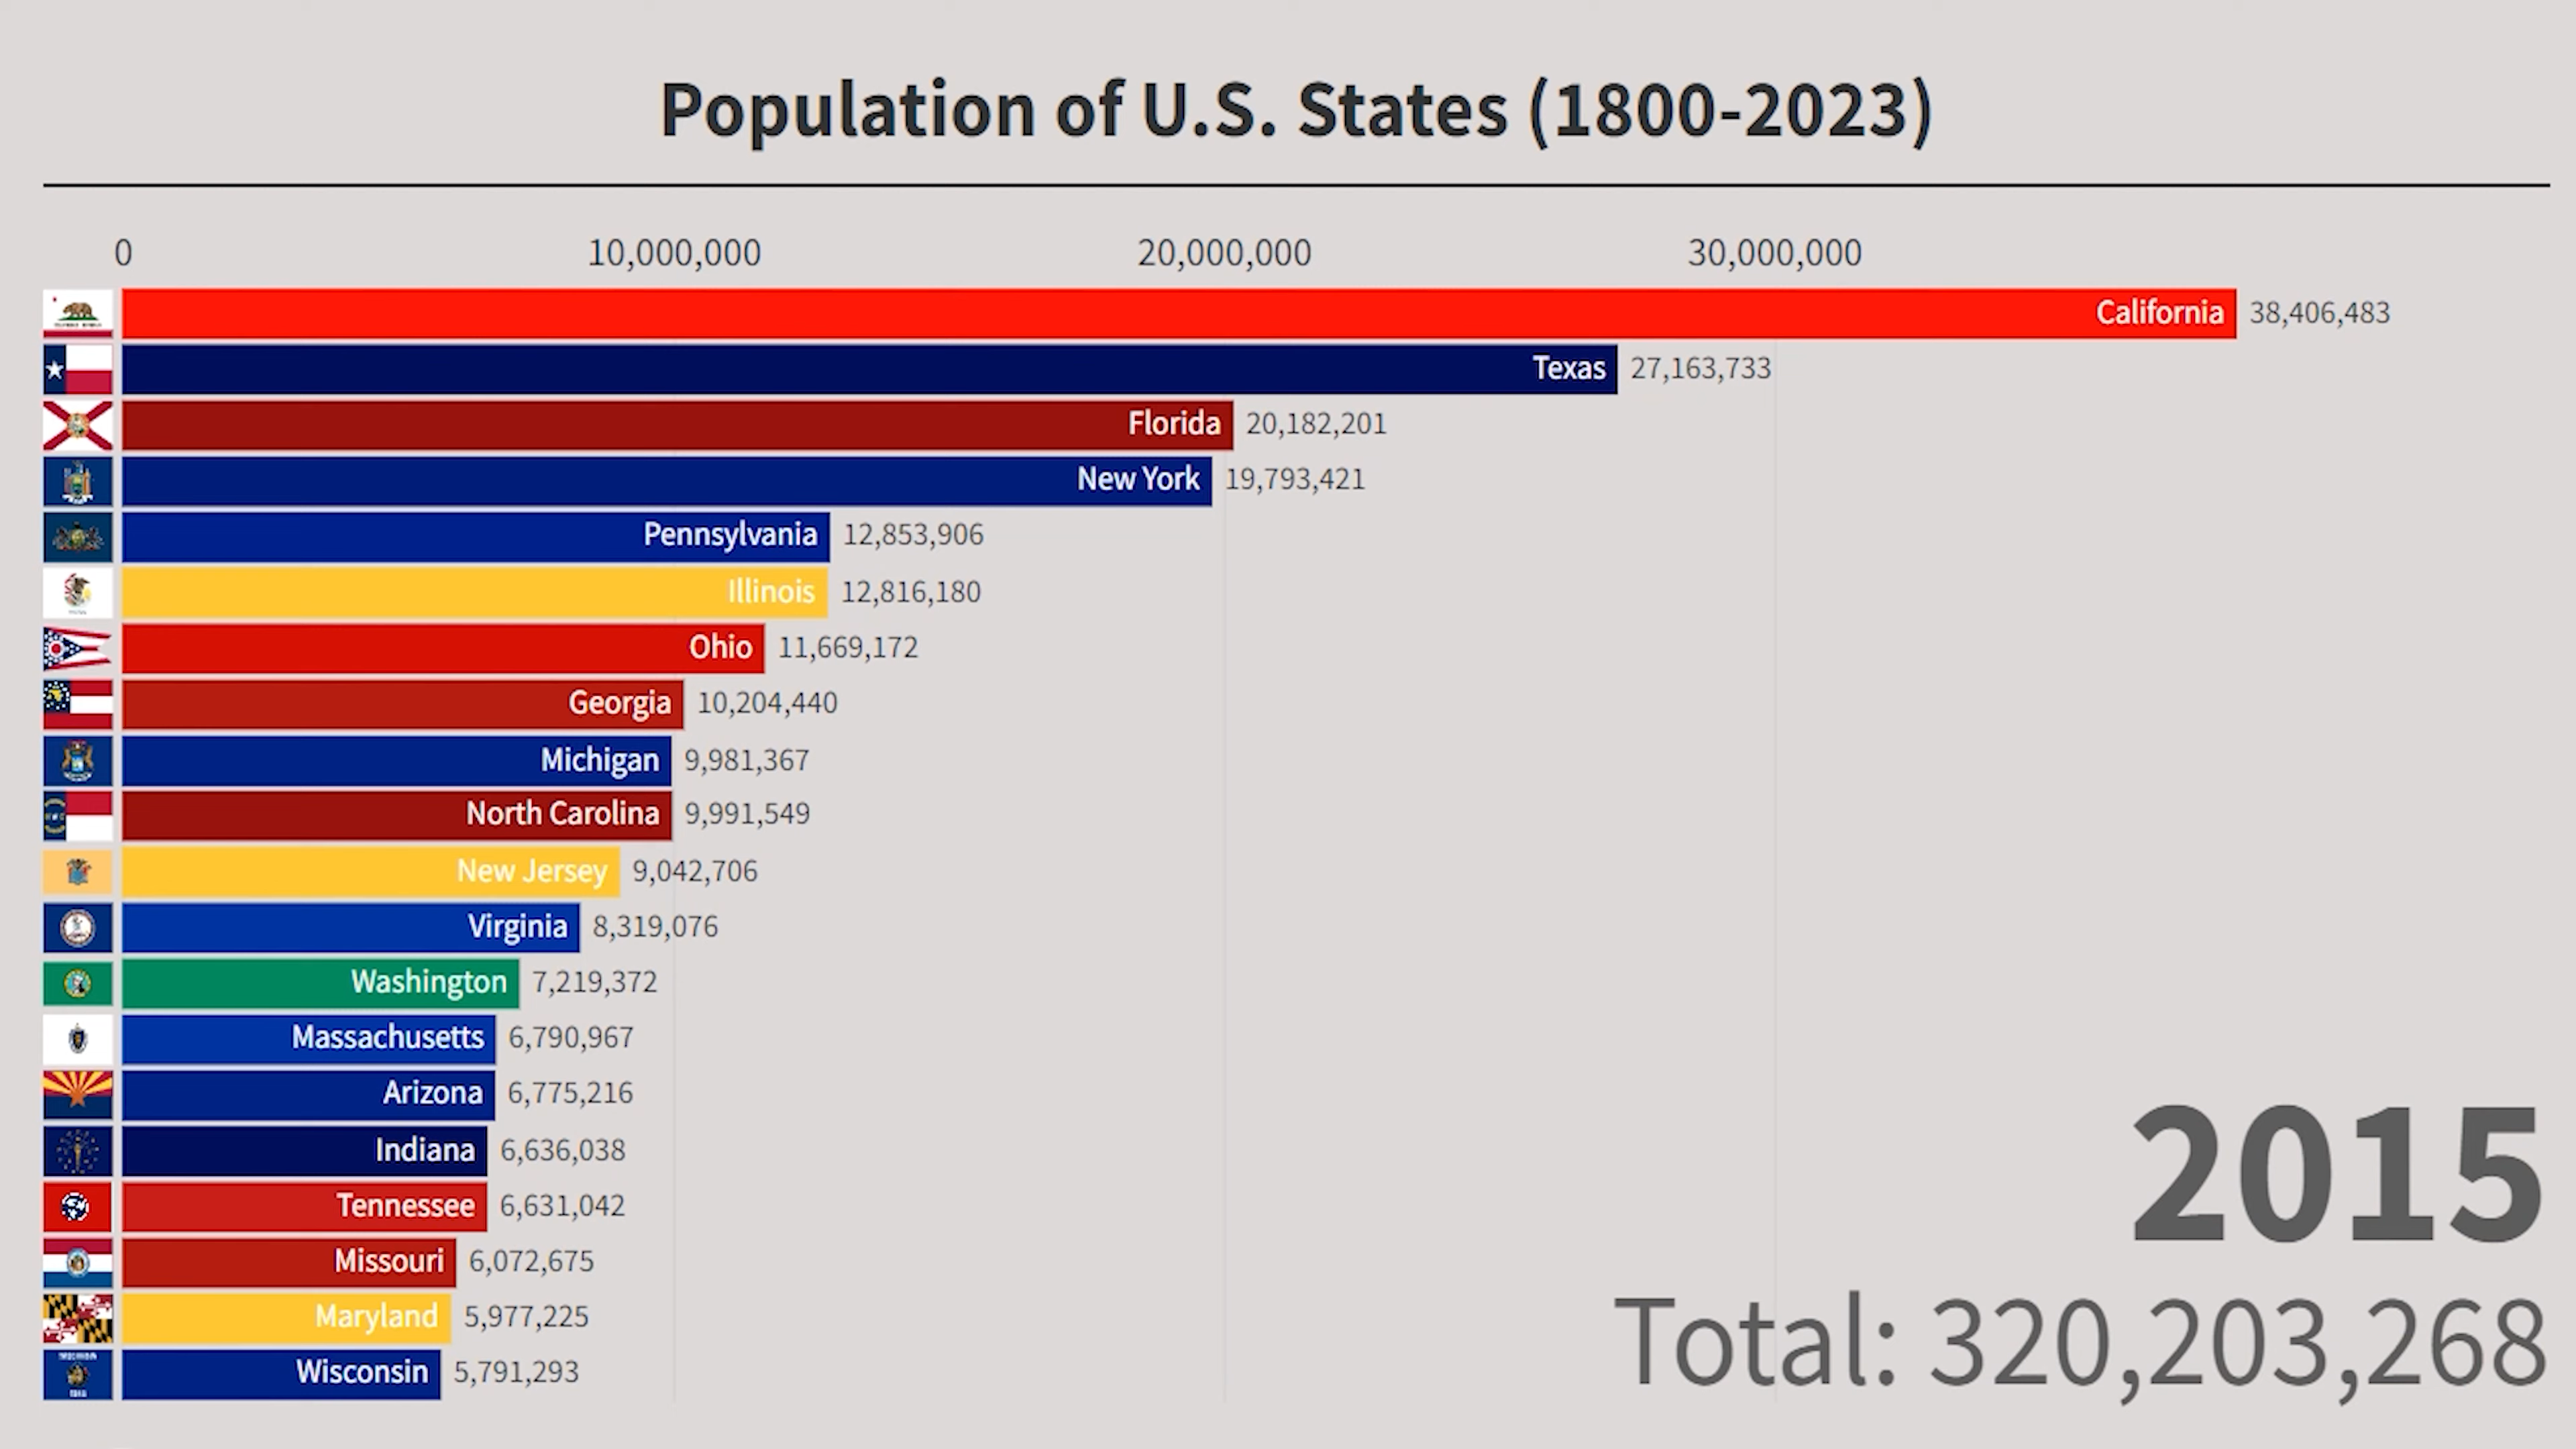 Population of U.S. States (1800-2023)
0 10,000,000 20,000,000 30,000,000
California 38,406,483
Texas 27,163,733
Florida 20,182,201
New York 19,793,421
Pennsylvania 12,853,906
Illinois 12,816,180
Ohio 11,669,172
Georgia 10,204,440
Michigan 9,981,367
North Carolina 9,991,549
New Jersey 9,042,706
Virginia 8,319,076
Washington 7,219,372
Massachusetts 6,790,967
Arizona 6,775,216
Indiana 6,636,038
Tennessee 6,631,042
Missouri 6,072,675
Maryland 5,977,225
Wisconsin 5,791,293
2015
Total: 320,203,268